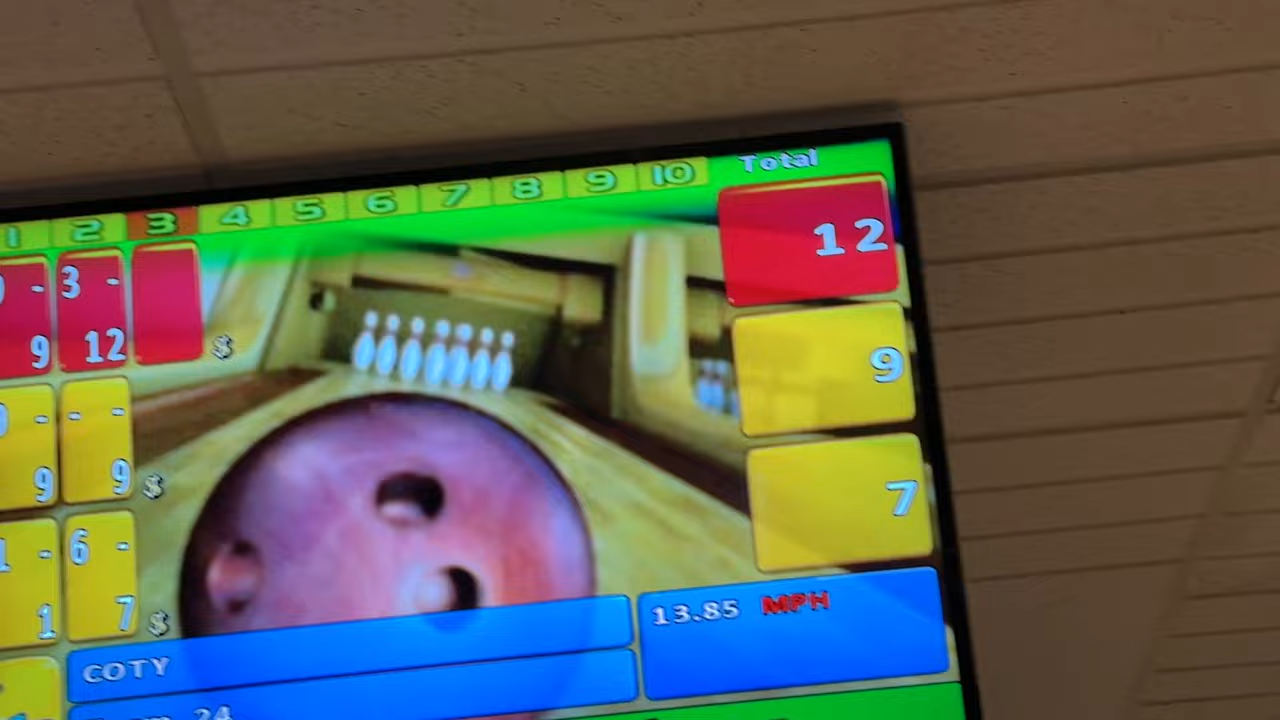 1 2 3 4 5 6 7 8 9 10 Total
- 3 -
9 12 $ 12
- - -
9 9 $ 9
1 - 6 -
1 7 $ 7
COTY 13.85 MPH
24